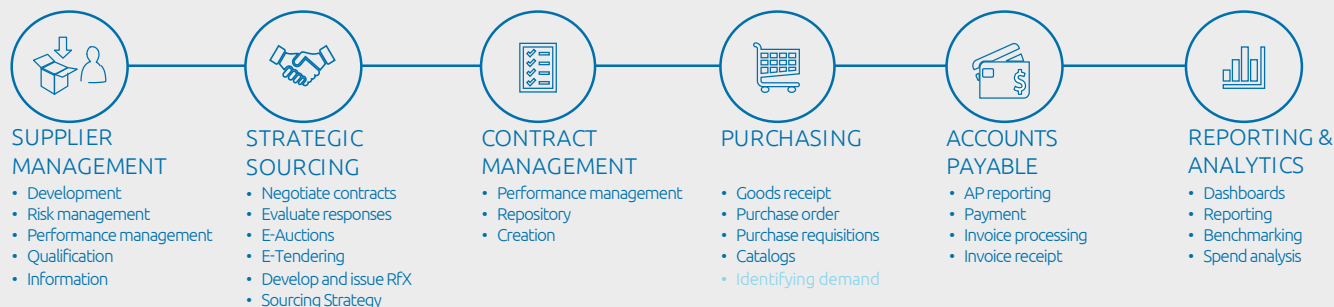 SUPPLIER
MANAGEMENT
• Development
• Risk management
• Performance management
• Qualification
• Information
STRATEGIC
SOURCING
• Negotiate contracts
• Evaluate responses
• E-Auctions
• E-Tendering
• Develop and issue RfX
• Sourcing Strategy
CONTRACT
MANAGEMENT
• Performance management
• Repository
• Creation
PURCHASING
• Goods receipt
• Purchase order
• Purchase requisitions
• Catalogs
• Identifying demand
$
ACCOUNTS
PAYABLE
• AP reporting
• Payment
• Invoice processing
• Invoice receipt
REPORTING &
ANALYTICS
• Dashboards
• Reporting
• Benchmarking
• Spend analysis